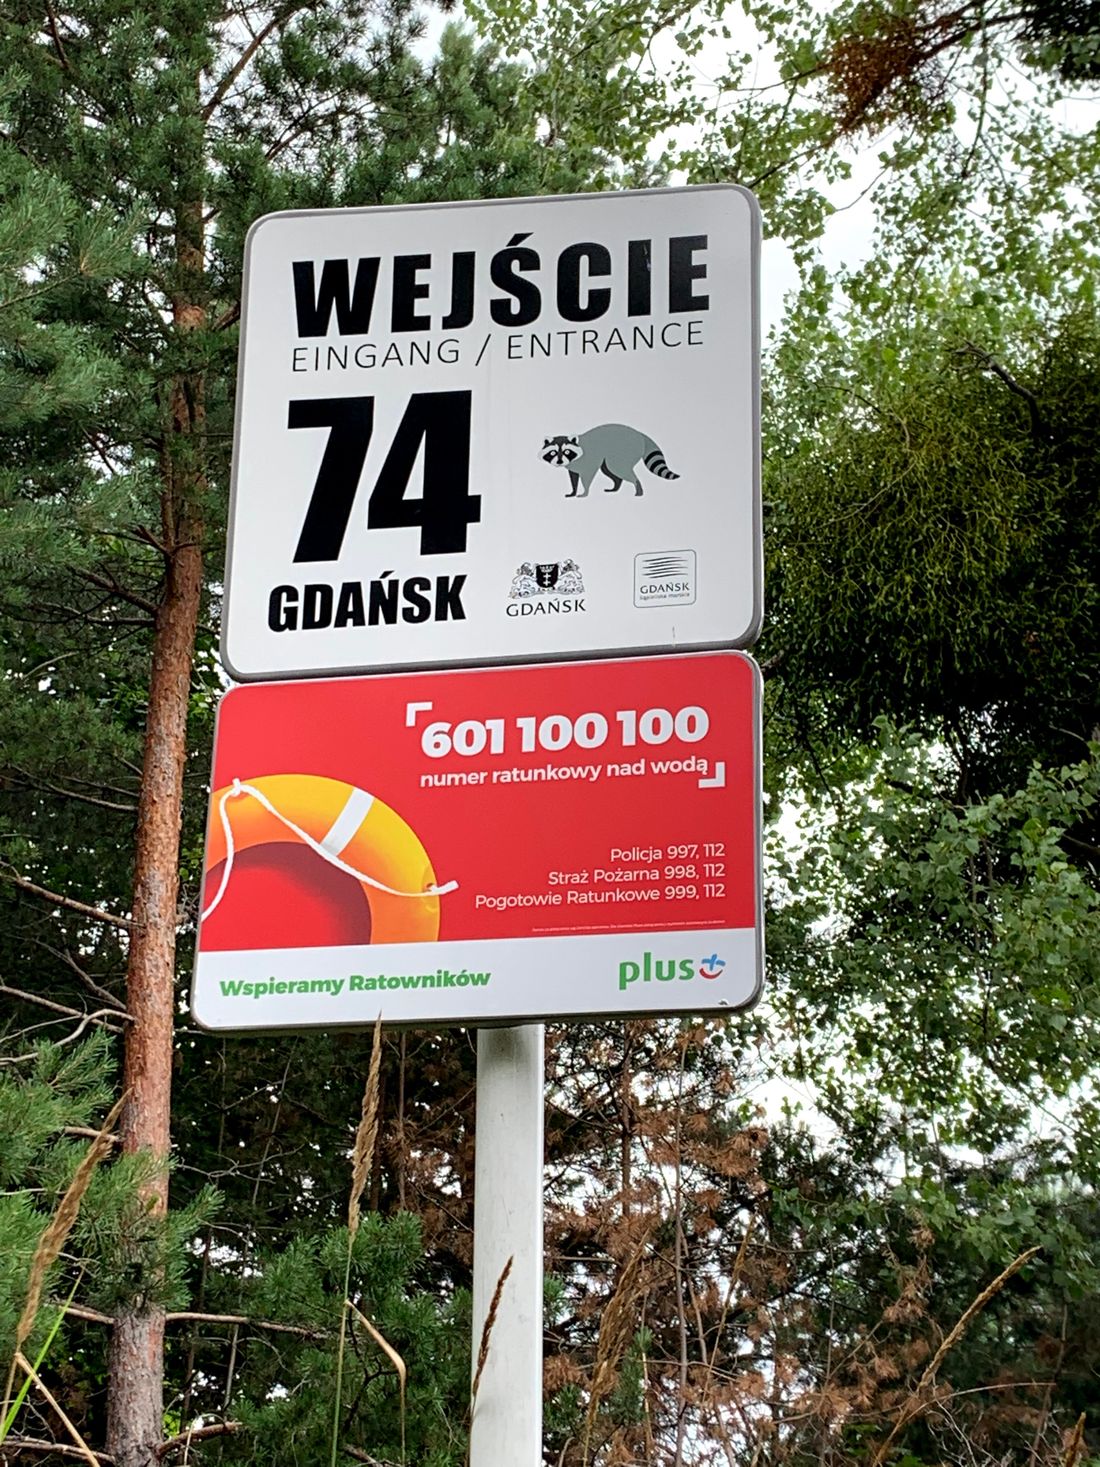 WEJŚCIE
EINGANG / ENTRANCE
74
GDAŃSK
GDAŃSK
GDAŃSK
601 100 100
numer ratunkowy nad wodą
Policja 997, 112
Straż Pożarna 998, 112
Pogotowie Ratunkowe 999, 112
Wspieramy Ratowników
plus